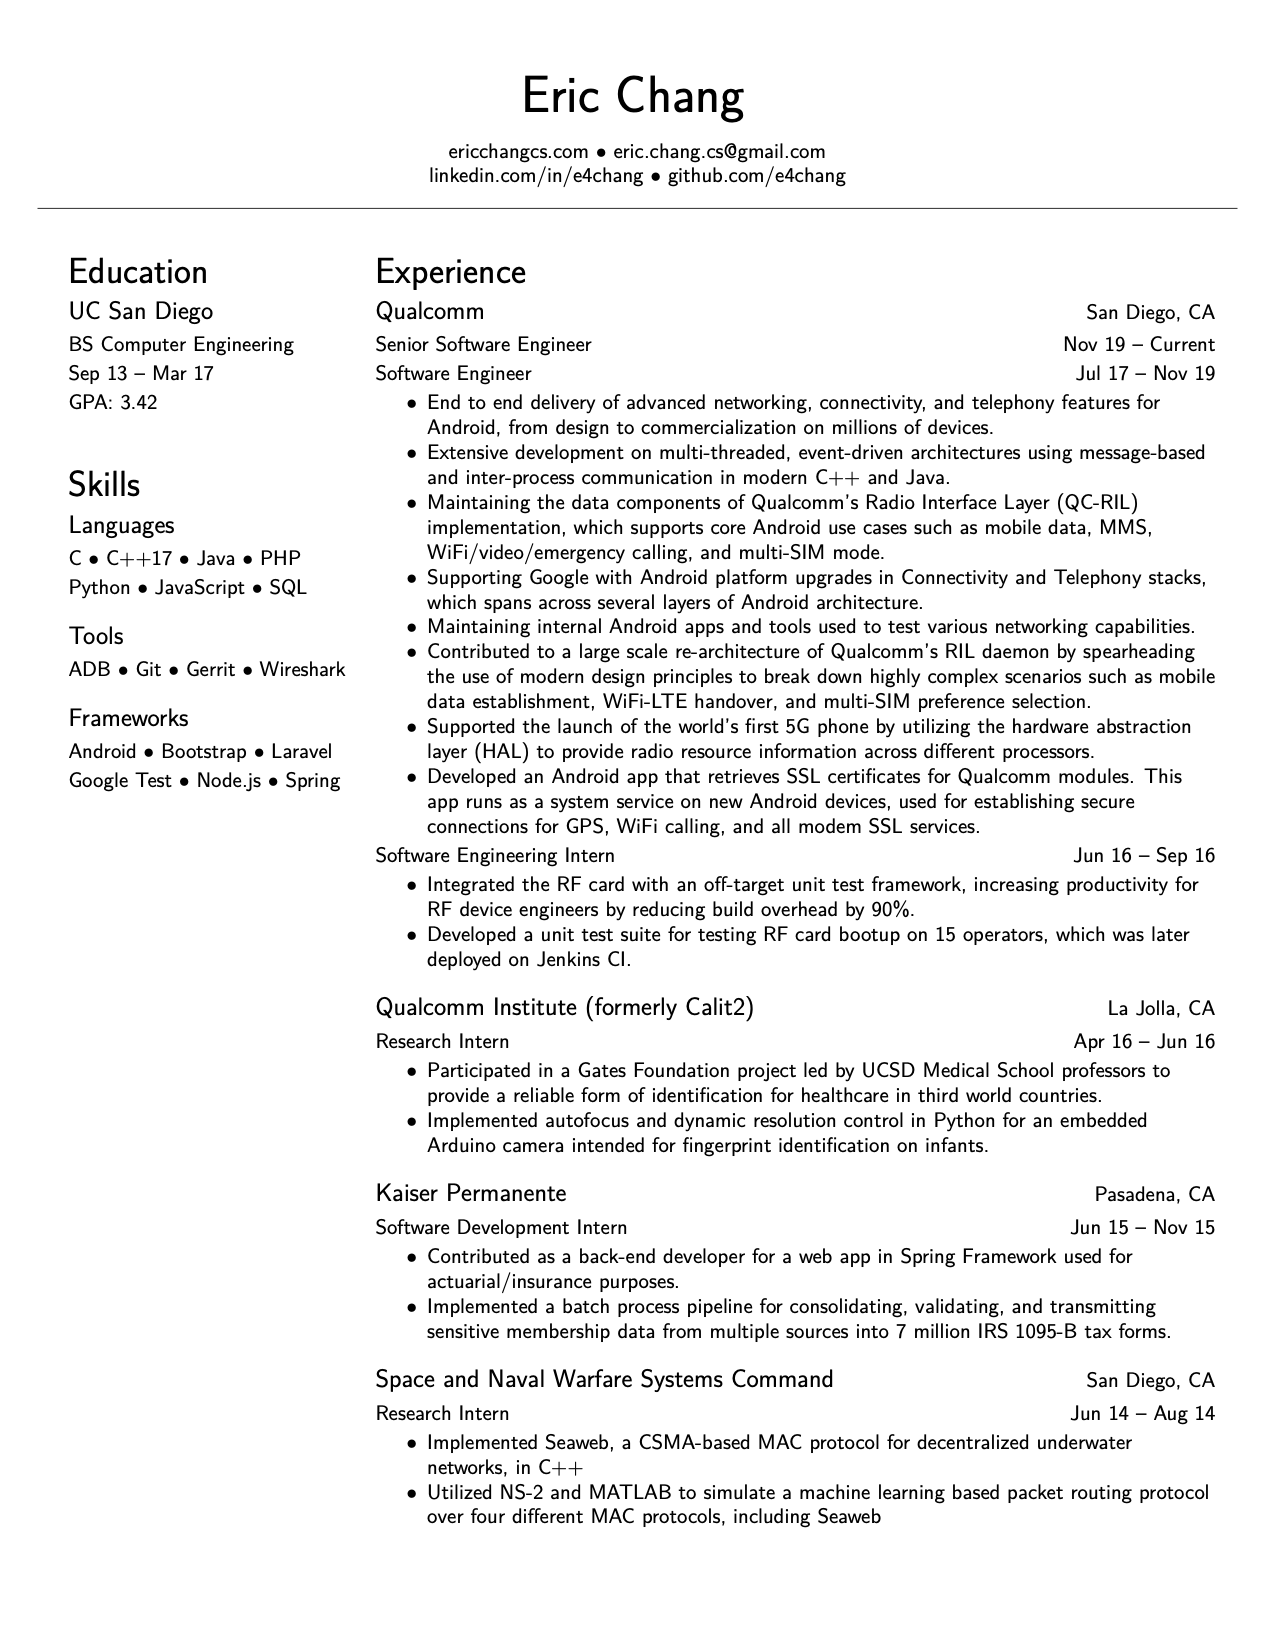 Eric Chang
ericchangcs.com • eric.chang.cs@gmail.com
linkedin.com/in/e4chang • github.com/e4chang
Education
UC San Diego
BS Computer Engineering
Sep 13 – Mar 17
GPA: 3.42
Skills
Languages
C • C++17 • Java • PHP
Python • JavaScript • SQL
Tools
ADB • Git • Gerrit • Wireshark
Frameworks
Android • Bootstrap • Laravel
Google Test • Node.js • Spring
Experience
Qualcomm San Diego, CA
Senior Software Engineer Nov 19 – Current
Software Engineer Jul 17 – Nov 19
• End to end delivery of advanced networking, connectivity, and telephony features for
Android, from design to commercialization on millions of devices.
• Extensive development on multi-threaded, event-driven architectures using message-based
and inter-process communication in modern C++ and Java.
• Maintaining the data components of Qualcomm's Radio Interface Layer (QC-RIL)
implementation, which supports core Android use cases such as mobile data, MMS,
WiFi/video/emergency calling, and multi-SIM mode.
• Supporting Google with Android platform upgrades in Connectivity and Telephony stacks,
which spans across several layers of Android architecture.
• Maintaining internal Android apps and tools used to test various networking capabilities.
• Contributed to a large scale re-architecture of Qualcomm's RIL daemon by spearheading
the use of modern design principles to break down highly complex scenarios such as mobile
data establishment, WiFi-LTE handover, and multi-SIM preference selection.
• Supported the launch of the world's first 5G phone by utilizing the hardware abstraction
layer (HAL) to provide radio resource information across different processors.
• Developed an Android app that retrieves SSL certificates for Qualcomm modules. This
app runs as a system service on new Android devices, used for establishing secure
connections for GPS, WiFi calling, and all modem SSL services.
Software Engineering Intern Jun 16 – Sep 16
• Integrated the RF card with an off-target unit test framework, increasing productivity for
RF device engineers by reducing build overhead by 90%.
• Developed a unit test suite for testing RF card bootup on 15 operators, which was later
deployed on Jenkins CI.
Qualcomm Institute (formerly Calit2) La Jolla, CA
Research Intern Apr 16 – Jun 16
• Participated in a Gates Foundation project led by UCSD Medical School professors to
provide a reliable form of identification for healthcare in third world countries.
• Implemented autofocus and dynamic resolution control in Python for an embedded
Arduino camera intended for fingerprint identification on infants.
Kaiser Permanente Pasadena, CA
Software Development Intern Jun 15 – Nov 15
• Contributed as a back-end developer for a web app in Spring Framework used for
actuarial/insurance purposes.
• Implemented a batch process pipeline for consolidating, validating, and transmitting
sensitive membership data from multiple sources into 7 million IRS 1095-B tax forms.
Space and Naval Warfare Systems Command San Diego, CA
Research Intern Jun 14 – Aug 14
• Implemented Seaweb, a CSMA-based MAC protocol for decentralized underwater
networks, in C++
• Utilized NS-2 and MATLAB to simulate a machine learning based packet routing protocol
over four different MAC protocols, including Seaweb